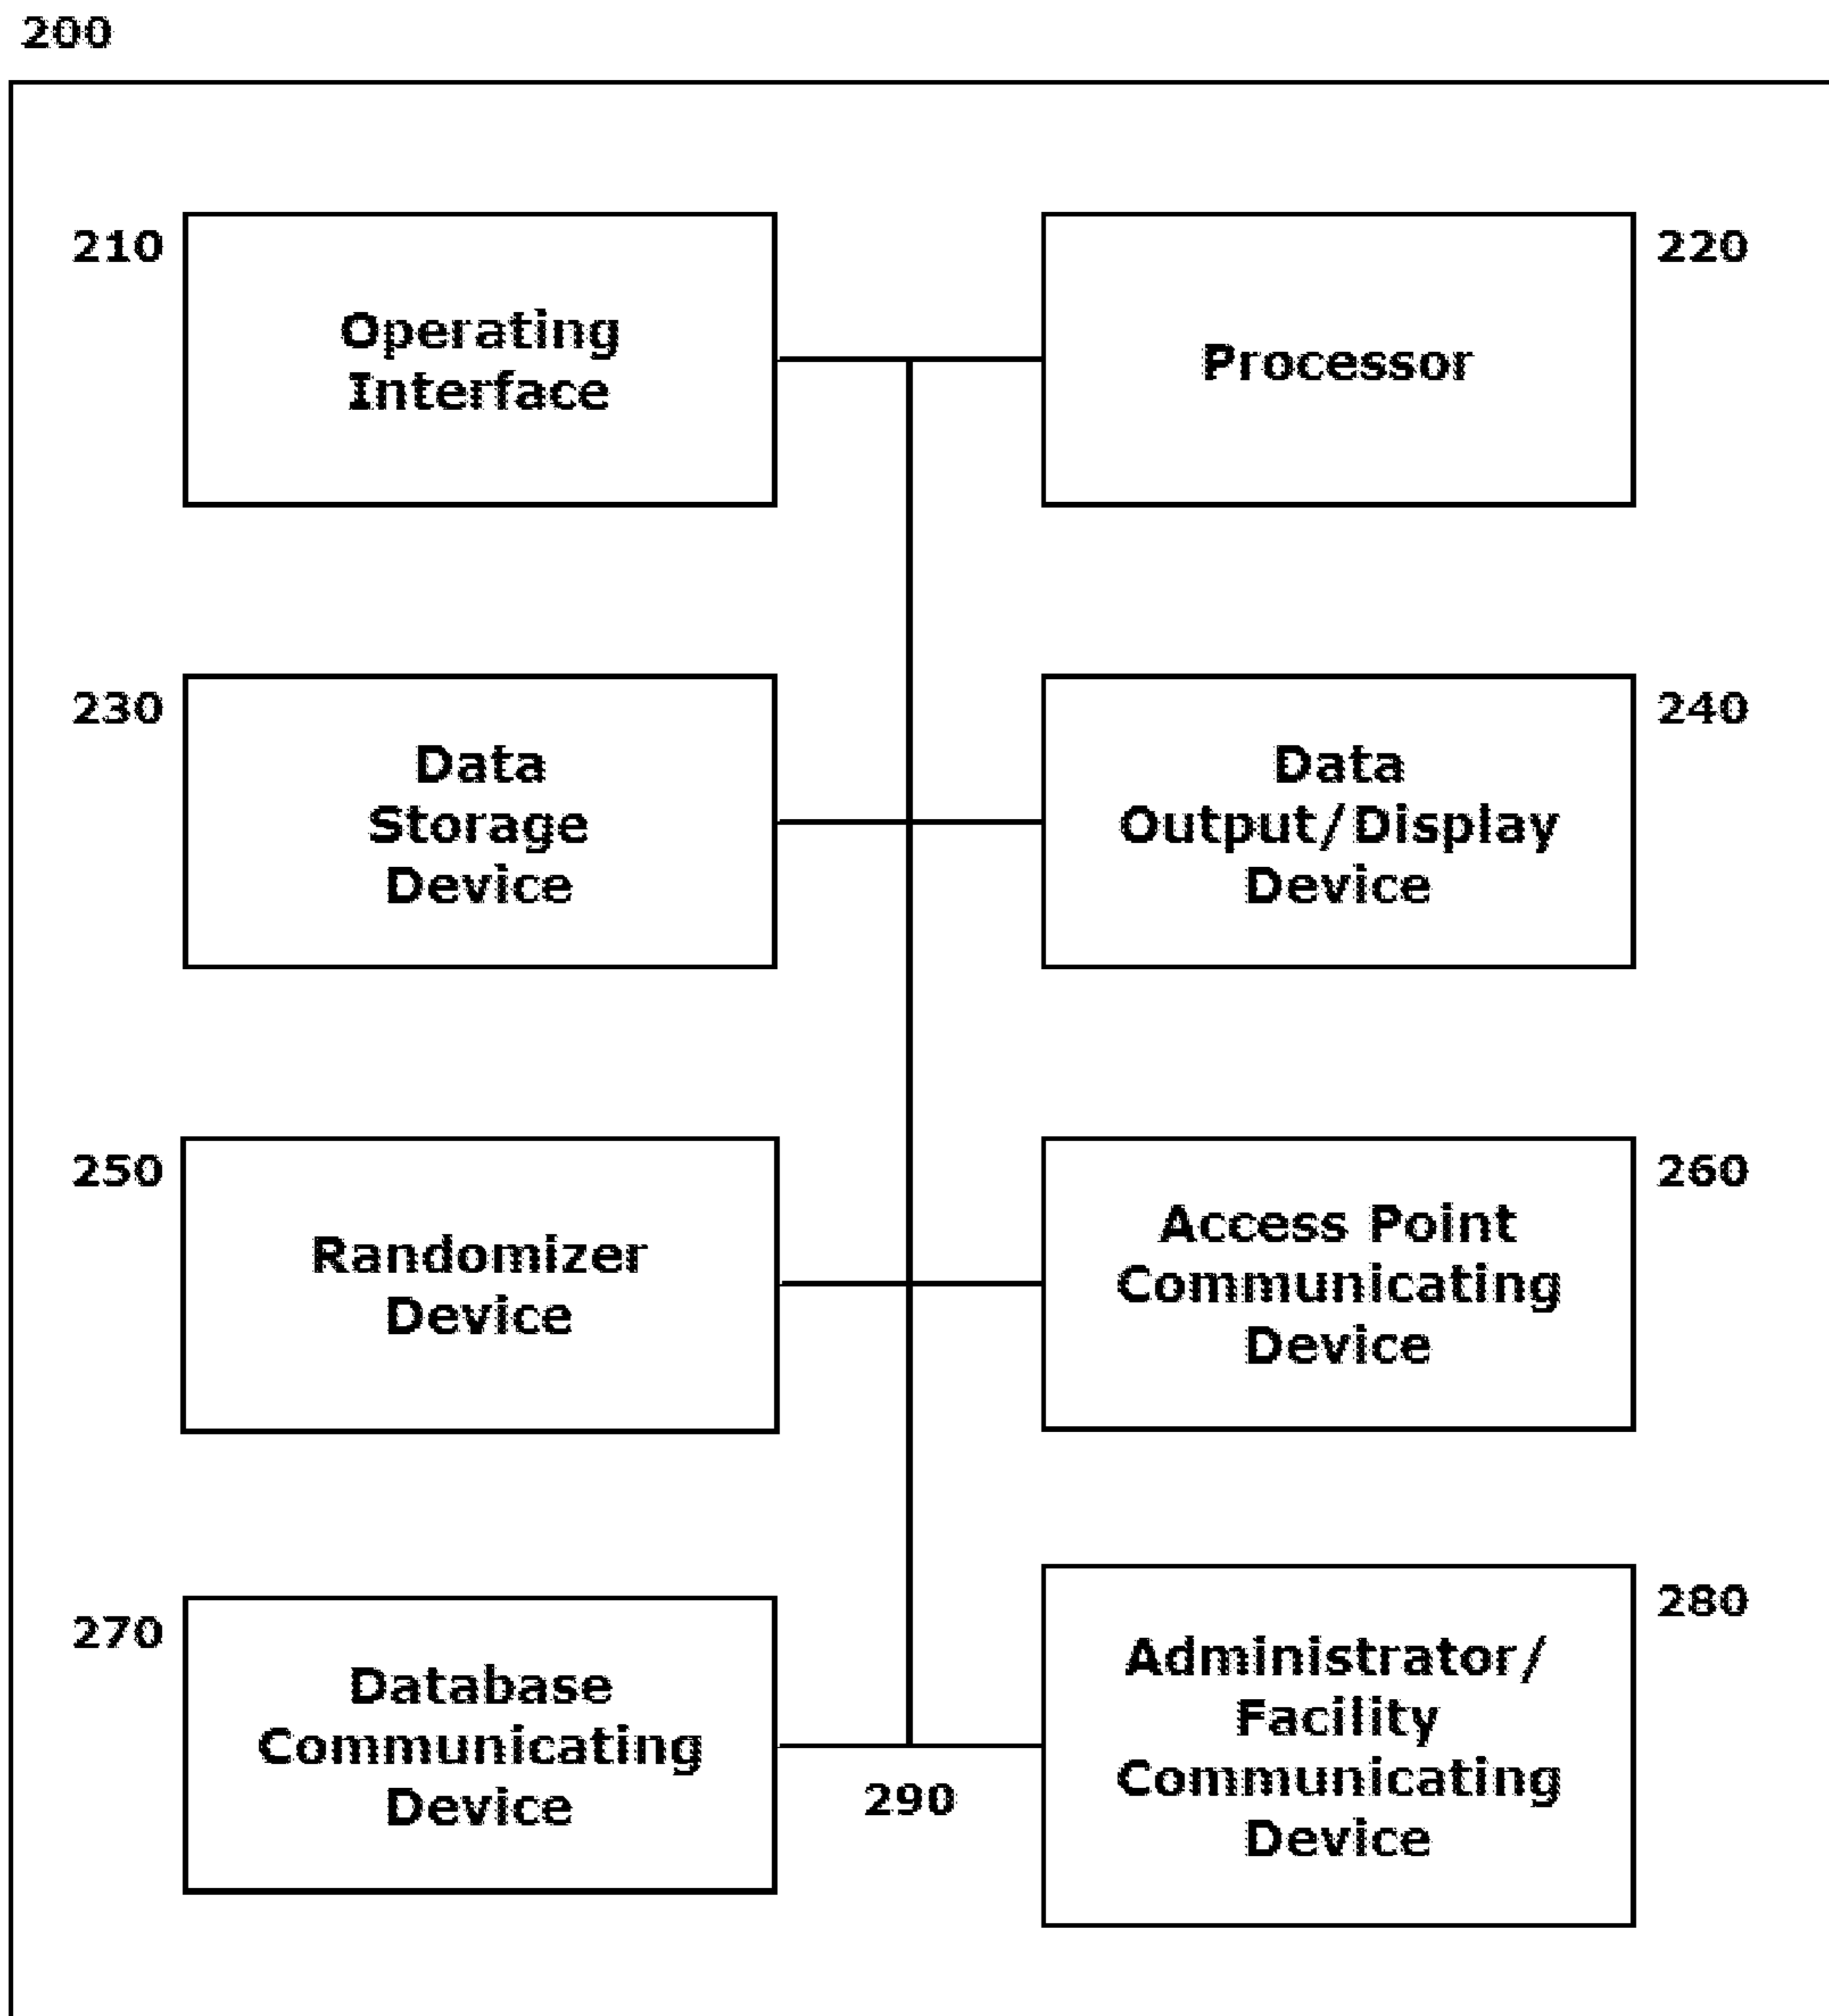 200
210
Operating
Interface
220
Processor
230
Data
Storage
Device
240
Data
Output/Display
Device
250
Randomizer
Device
260
Access Point
Communicating
Device
270
Database
Communicating
Device
280
Administrator/
Facility
Communicating
Device
290